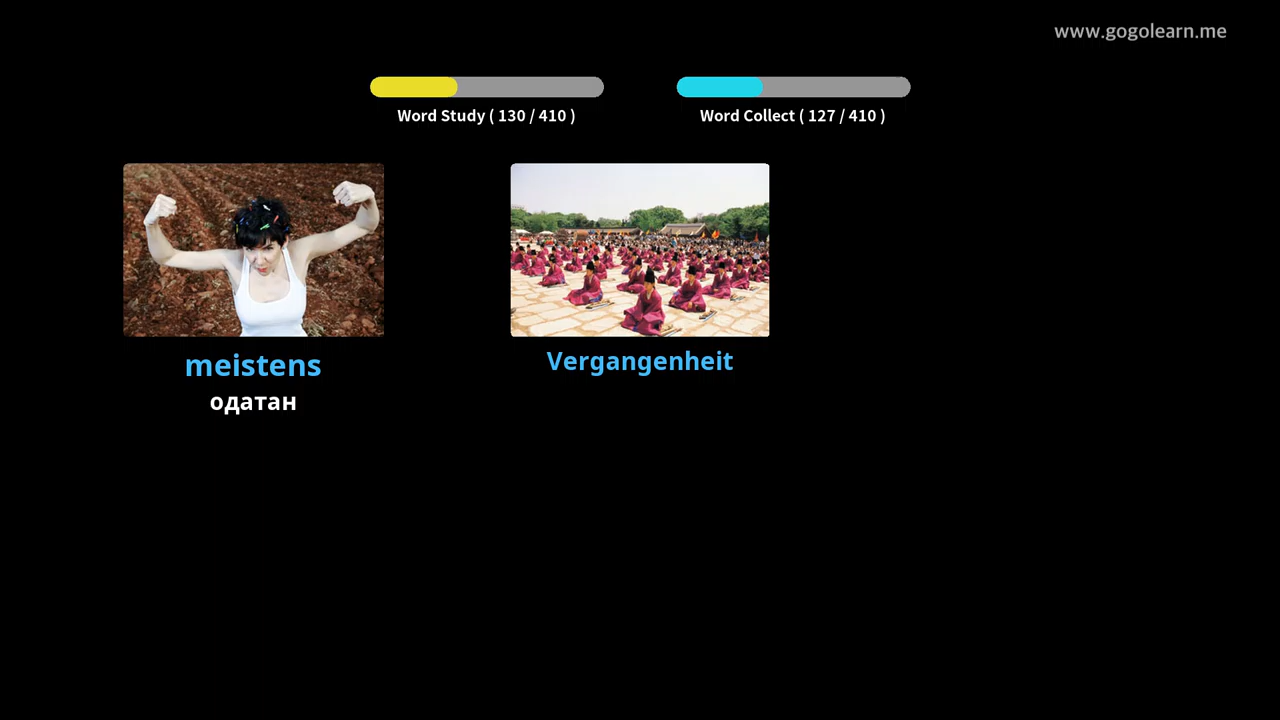 www.gogolearn.me
Word Study ( 130 / 410 )
Word Collect ( 127 / 410 )
meistens
одатан
Vergangenheit